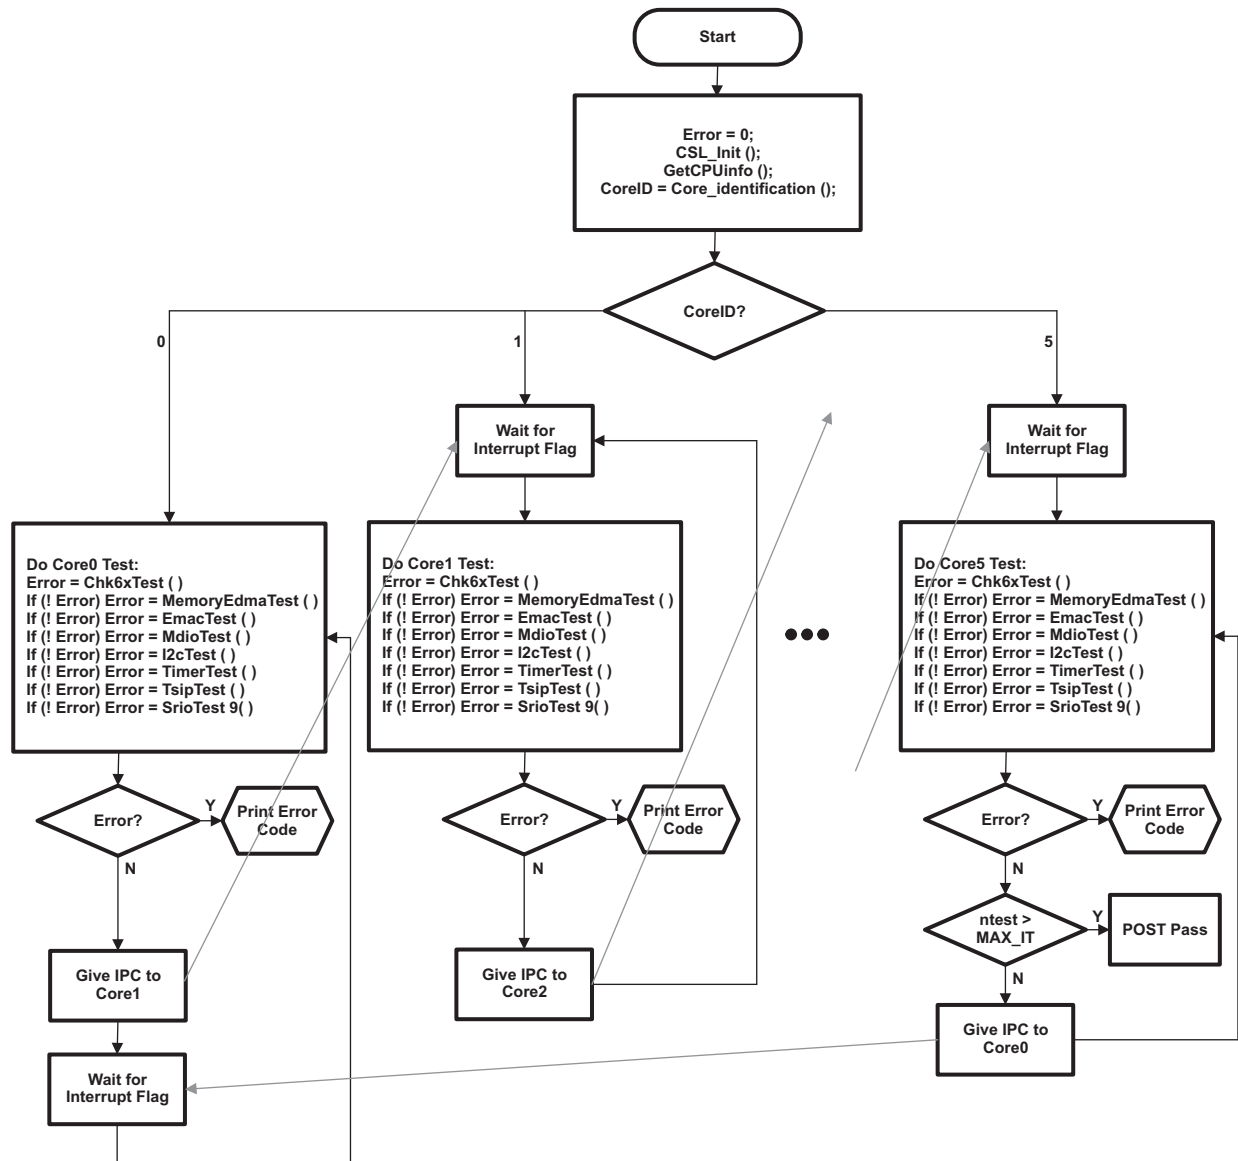 Start
Error = 0;
CSL_Init ();
GetCPUinfo ();
CoreID = Core_identification ();
CoreID?
0
1
5
Wait for
Interrupt Flag
Wait for
Interrupt Flag
Do Core0 Test:
Error = Chk6xTest ( )
If (! Error) Error = MemoryEdmaTest ( )
If (! Error) Error = EmacTest ( )
If (! Error) Error = MdioTest ( )
If (! Error) Error = I2cTest ( )
If (! Error) Error = TimerTest ( )
If (! Error) Error = TsipTest ( )
If (! Error) Error = SrioTest 9( )
Do Core1 Test:
Error = Chk6xTest ( )
If (! Error) Error = MemoryEdmaTest ( )
If (! Error) Error = EmacTest ( )
If (! Error) Error = MdioTest ( )
If (! Error) Error = I2cTest ( )
If (! Error) Error = TimerTest ( )
If (! Error) Error = TsipTest ( )
If (! Error) Error = SrioTest 9( )
Do Core5 Test:
Error = Chk6xTest ( )
If (! Error) Error = MemoryEdmaTest ( )
If (! Error) Error = EmacTest ( )
If (! Error) Error = MdioTest ( )
If (! Error) Error = I2cTest ( )
If (! Error) Error = TimerTest ( )
If (! Error) Error = TsipTest ( )
If (! Error) Error = SrioTest 9( )
Error?
Y
Print Error
Code
N
Error?
Y
Print Error
Code
N
Error?
Y
Print Error
Code
N
ntest >
MAX_IT
Y
POST Pass
N
Give IPC to
Core1
Give IPC to
Core2
Give IPC to
Core0
Wait for
Interrupt Flag